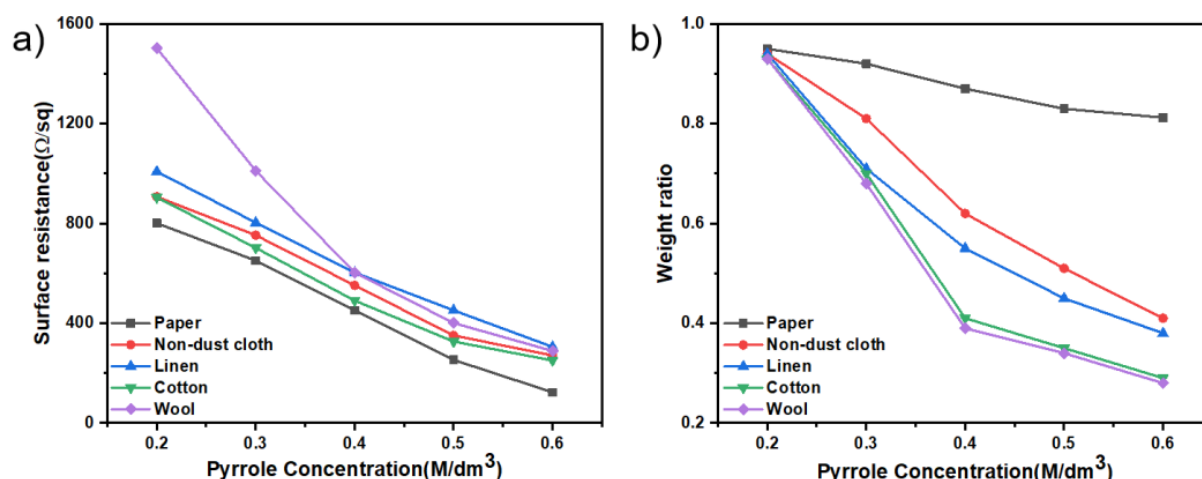 a)
Surface resistance(Ω/sq)
1600
1200
800
400
0
Paper
Non-dust cloth
Linen
Cotton
Wool
0.2 0.3 0.4 0.5 0.6
Pyrrole Concentration(M/dm³)
b)
Weight ratio
1.0
0.8
0.6
0.4
0.2
Paper
Non-dust cloth
Linen
Cotton
Wool
0.2 0.3 0.4 0.5 0.6
Pyrrole Concentration(M/dm³)